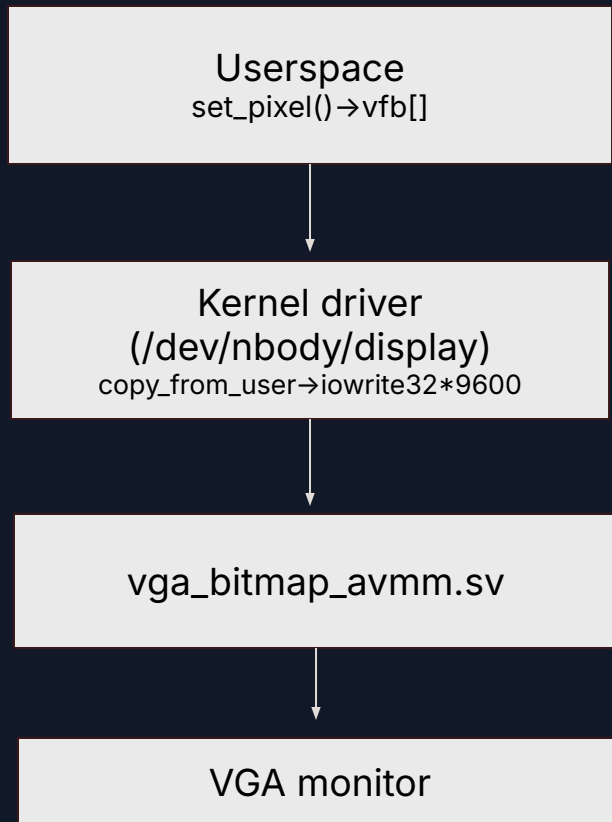 Userspace
set_pixel()→vfb[]
Kernel driver
(/dev/nbody/display)
copy_from_user→iowrite32*9600
vga_bitmap_avmm.sv
VGA monitor